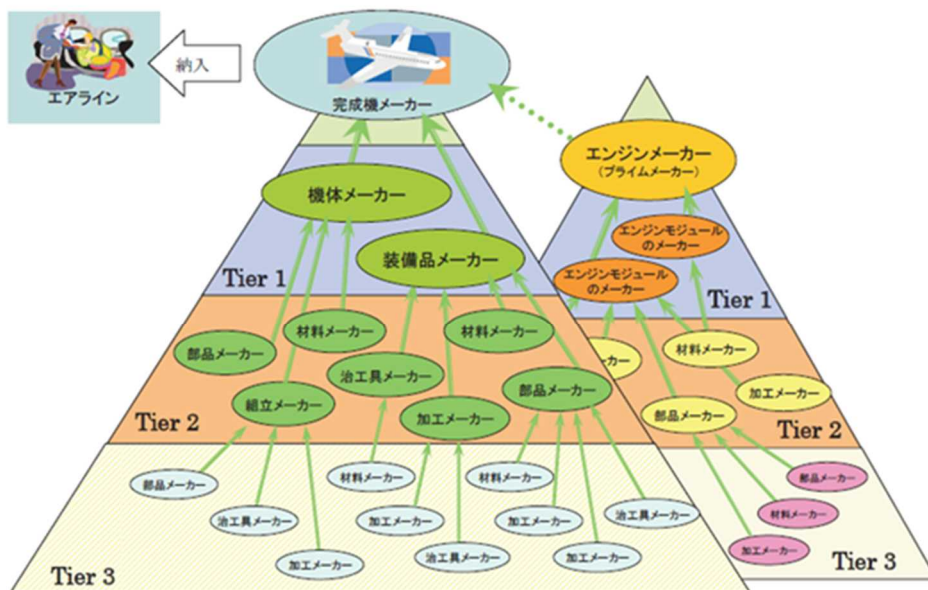 エアライン
納入
完成機メーカー
エンジンメーカー
(プライムメーカー)
機体メーカー
エンジンモジュール
のメーカー
装備品メーカー
エンジンモジュール
のメーカー
Tier 1
Tier 1
材料メーカー
材料メーカー
部品メーカー
ーカー
材料メーカー
治工具メーカー
部品メーカー
加工メーカー
組立メーカー
加工メーカー
部品メーカー
Tier 2
Tier 2
部品メーカー
材料メーカー
材料メーカー
部品メーカー
治工具メーカー
加工メーカー
加工メーカー
治工具メーカー
材料メーカー
加工メーカー
治工具メーカー
加工メーカー
加工メーカー
Tier 3
Tier 3